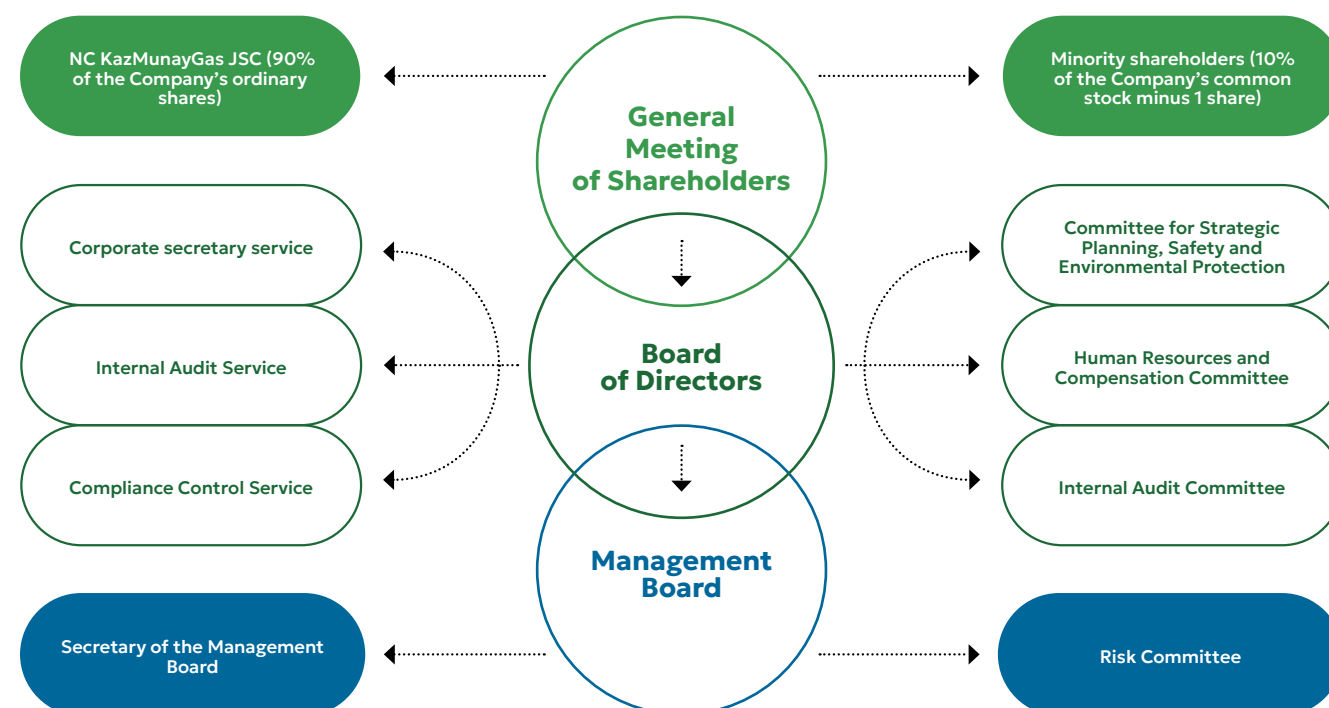 NC KazMunayGas JSC (90%
of the Company's ordinary
shares)
General
Meeting
of Shareholders
Minority shareholders (10%
of the Company's common
stock minus 1 share)
Corporate secretary service
Internal Audit Service
Compliance Control Service
Board
of Directors
Committee for Strategic
Planning, Safety and
Environmental Protection
Human Resources and
Compensation Committee
Internal Audit Committee
Management
Board
Secretary of the Management
Board
Risk Committee